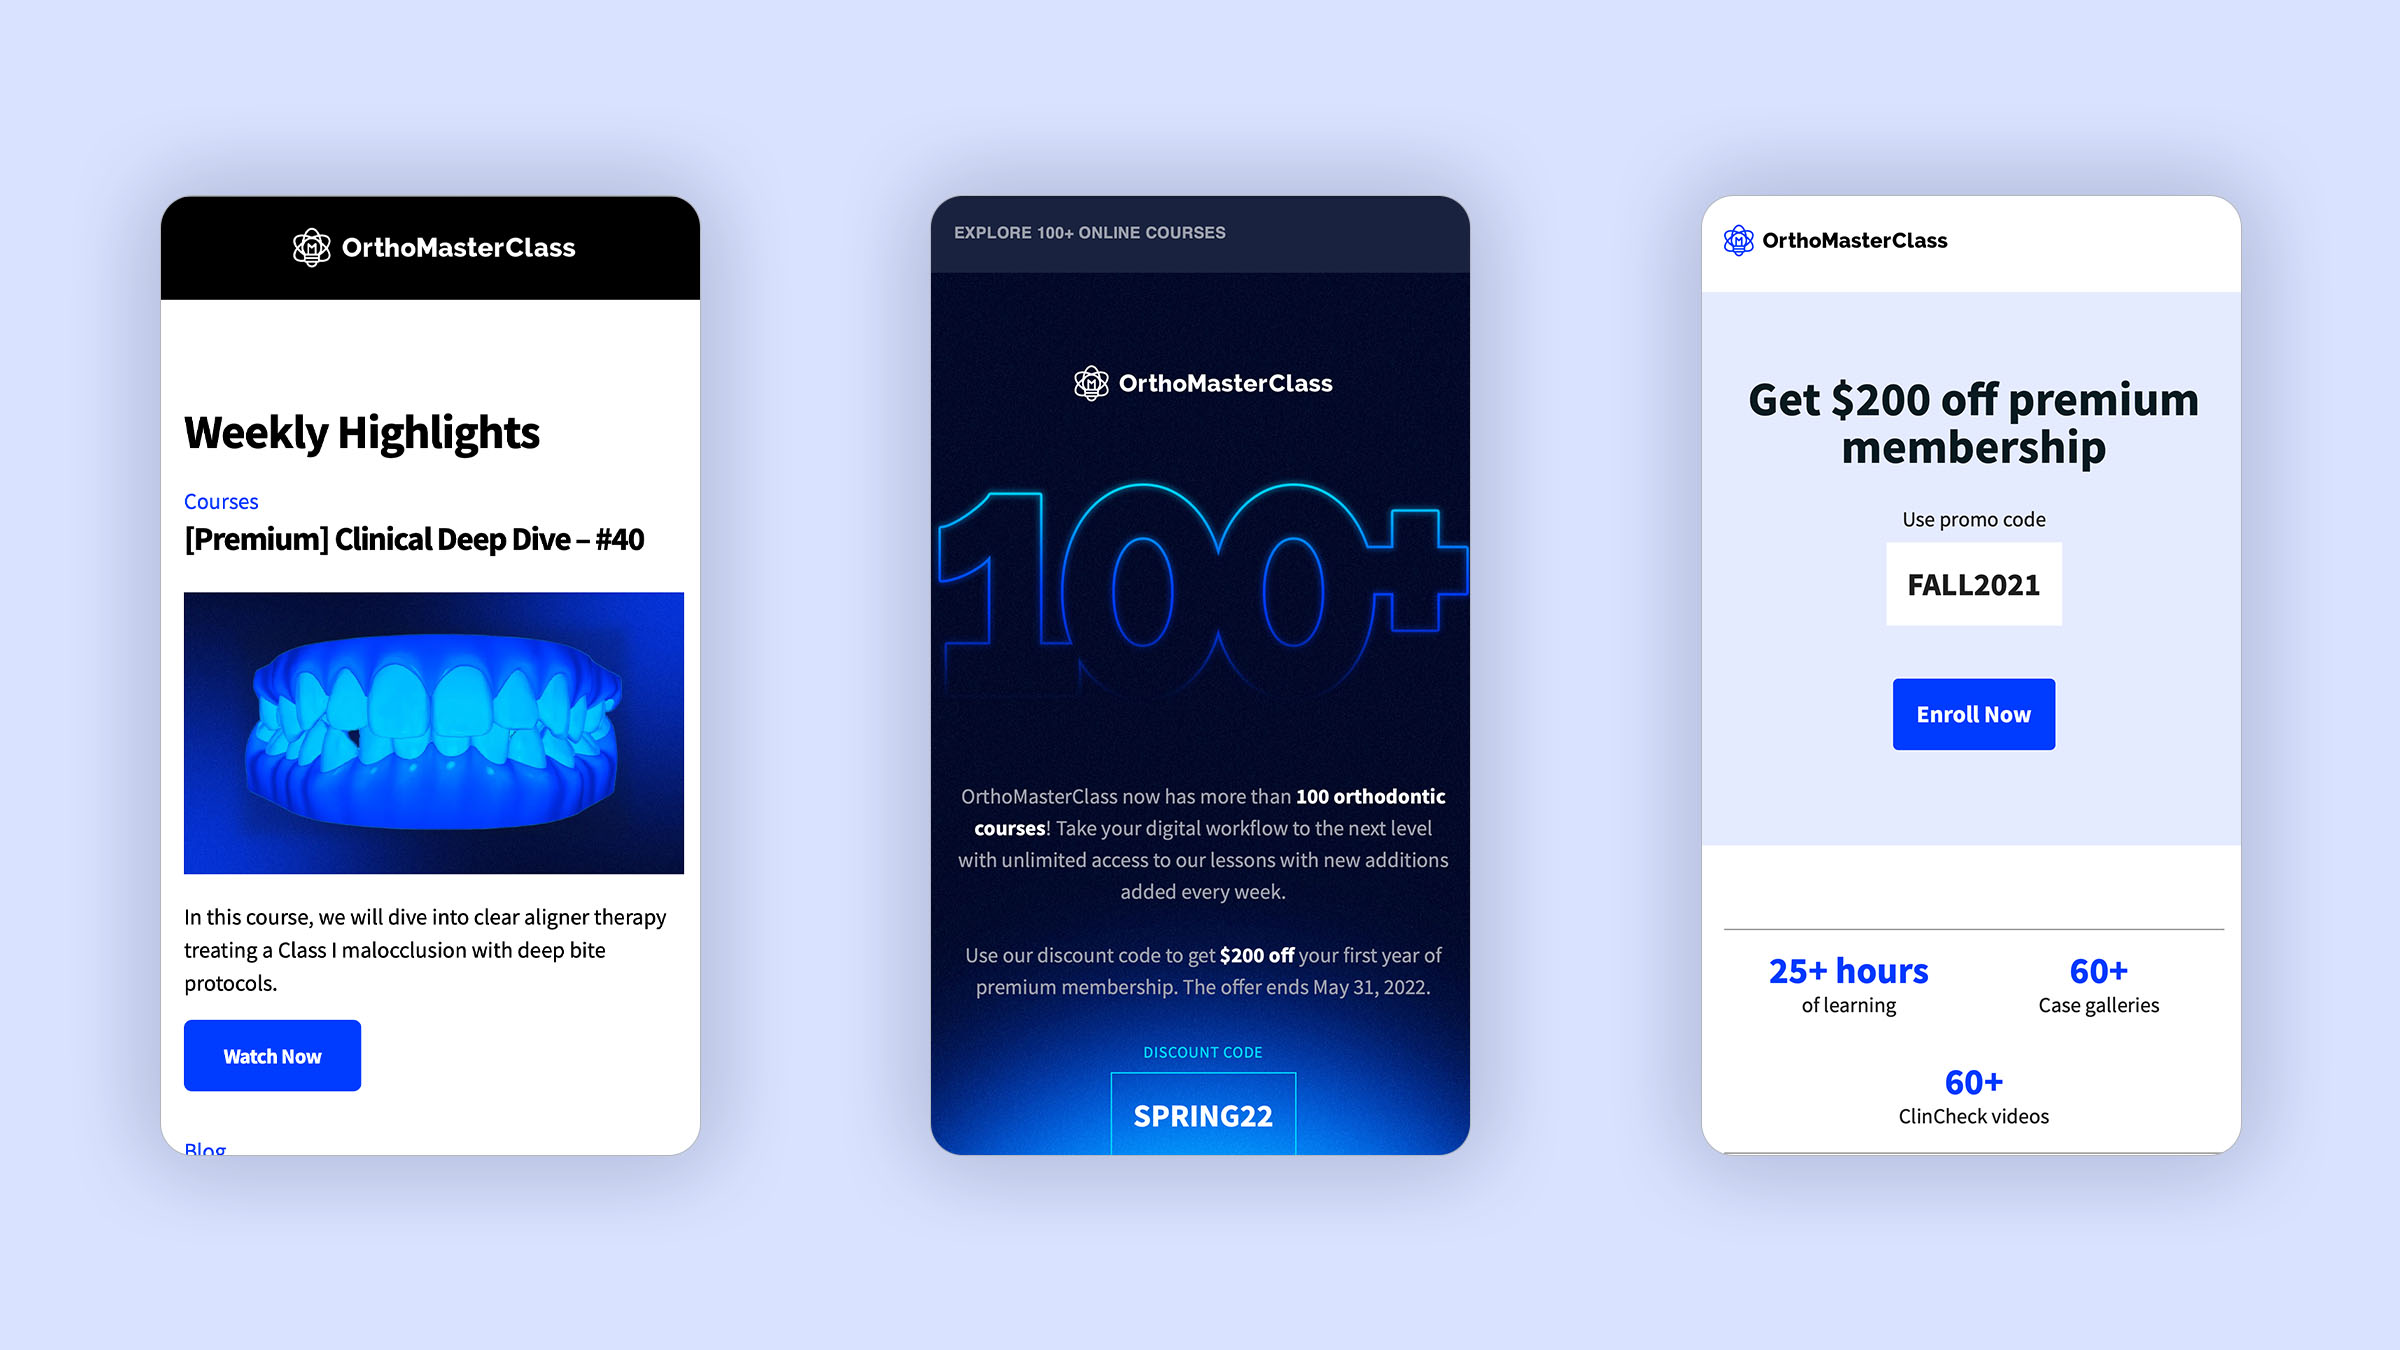 OrthoMasterClass
Weekly Highlights
Courses
[Premium] Clinical Deep Dive – #40
In this course, we will dive into clear aligner therapy
treating a Class I malocclusion with deep bite
protocols.
Watch Now
Blog
EXPLORE 100+ ONLINE COURSES
OrthoMasterClass
100+
OrthoMasterClass now has more than 100 orthodontic
courses! Take your digital workflow to the next level
with unlimited access to our lessons with new additions
added every week.
Use our discount code to get $200 off your first year of
premium membership. The offer ends May 31, 2022.
DISCOUNT CODE
SPRING22
OrthoMasterClass
Get $200 off premium
membership
Use promo code
FALL2021
Enroll Now
25+ hours
of learning
60+
Case galleries
60+
ClinCheck videos